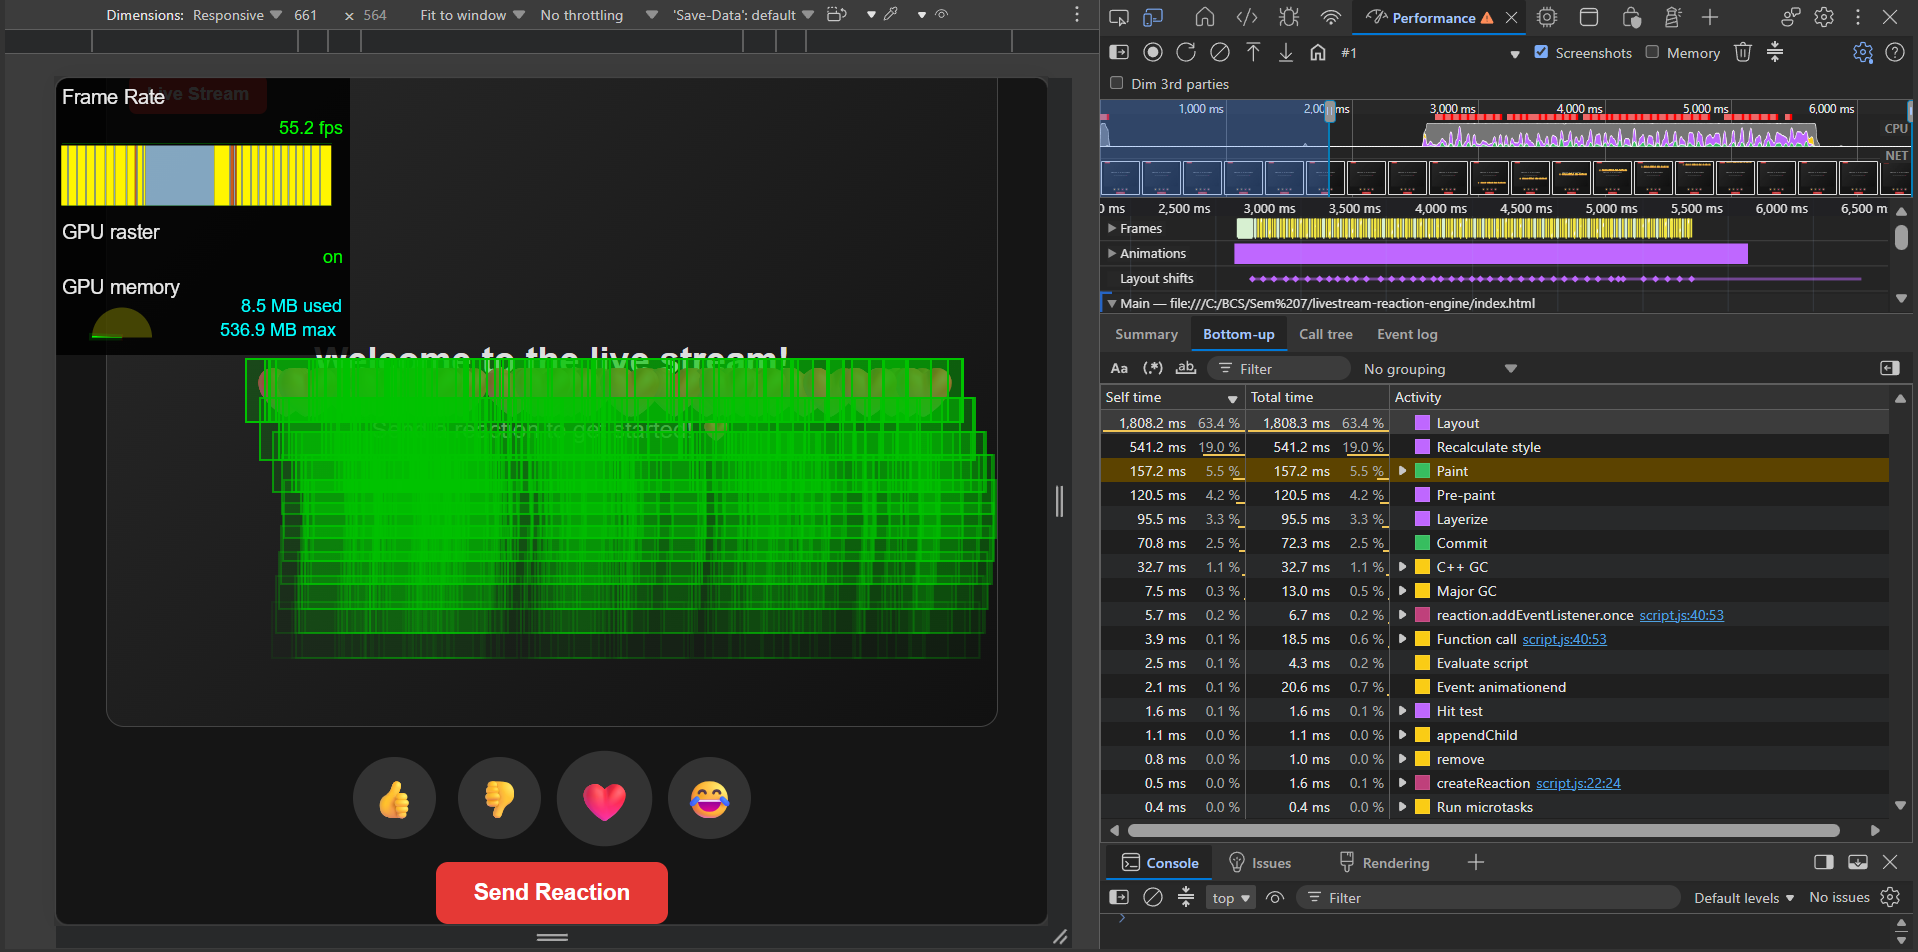 Dimensions: Responsive 661 x 564 Fit to window No throttling 'Save-Data': default
Live Stream
Frame Rate
55.2 fps
GPU raster
on
GPU memory
8.5 MB used
536.9 MB max
Welcome to the live stream!
Send a reaction to get started!
Send Reaction
Performance
#1 Screenshots Memory
Dim 3rd parties
1,000 ms 2,00 ms 3,000 ms 4,000 ms 5,000 ms 6,000 ms
CPU
NET
0 ms 2,500 ms 3,000 ms 3,500 ms 4,000 ms 4,500 ms 5,000 ms 5,500 ms 6,000 ms 6,500 m
Frames
Animations
Layout shifts
Main — file:///C:/BCS/Sem%207/livestream-reaction-engine/index.html
Summary Bottom-up Call tree Event log
Aa (.*) ab Filter No grouping
Self time Total time Activity
1,808.2 ms 63.4 % 1,808.3 ms 63.4 % Layout
541.2 ms 19.0 % 541.2 ms 19.0 % Recalculate style
157.2 ms 5.5 % 157.2 ms 5.5 % Paint
120.5 ms 4.2 % 120.5 ms 4.2 % Pre-paint
95.5 ms 3.3 % 95.5 ms 3.3 % Layerize
70.8 ms 2.5 % 72.3 ms 2.5 % Commit
32.7 ms 1.1 % 32.7 ms 1.1 % C++ GC
7.5 ms 0.3 % 13.0 ms 0.5 % Major GC
5.7 ms 0.2 % 6.7 ms 0.2 % reaction.addEventListener.once script.js:40:53
3.9 ms 0.1 % 18.5 ms 0.6 % Function call script.js:40:53
2.5 ms 0.1 % 4.3 ms 0.2 % Evaluate script
2.1 ms 0.1 % 20.6 ms 0.7 % Event: animationend
1.6 ms 0.1 % 1.6 ms 0.1 % Hit test
1.1 ms 0.0 % 1.1 ms 0.0 % appendChild
0.8 ms 0.0 % 1.0 ms 0.0 % remove
0.5 ms 0.0 % 1.6 ms 0.1 % createReaction script.js:22:24
0.4 ms 0.0 % 0.4 ms 0.0 % Run microtasks
Console Issues Rendering
top Filter Default levels No issues